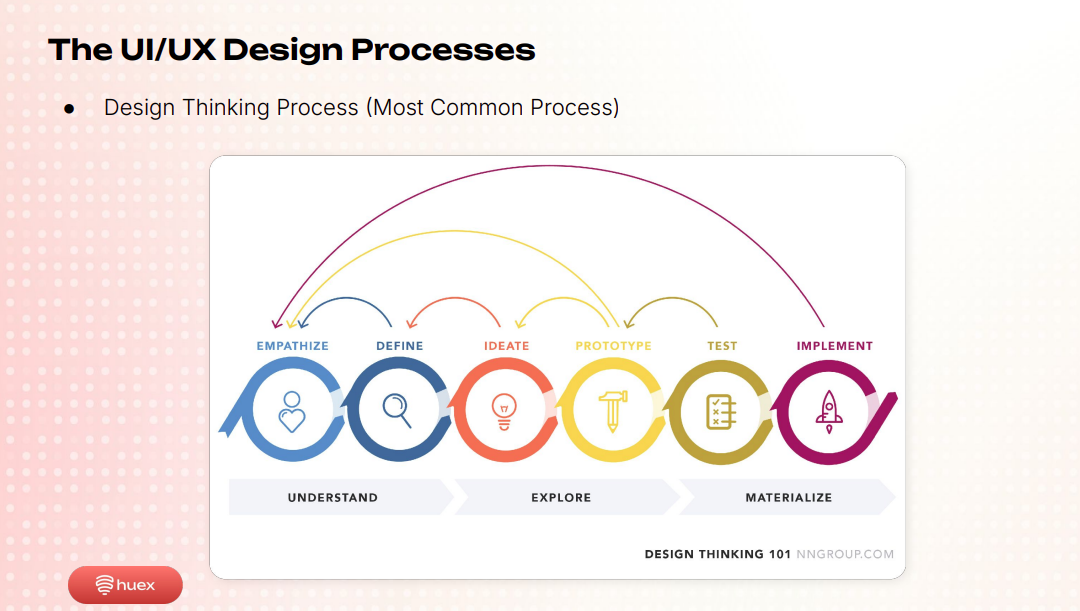 The UI/UX Design Processes
● Design Thinking Process (Most Common Process)
EMPATHIZE DEFINE IDEATE PROTOTYPE TEST IMPLEMENT
UNDERSTAND EXPLORE MATERIALIZE
DESIGN THINKING 101 NNGROUP.COM
huex